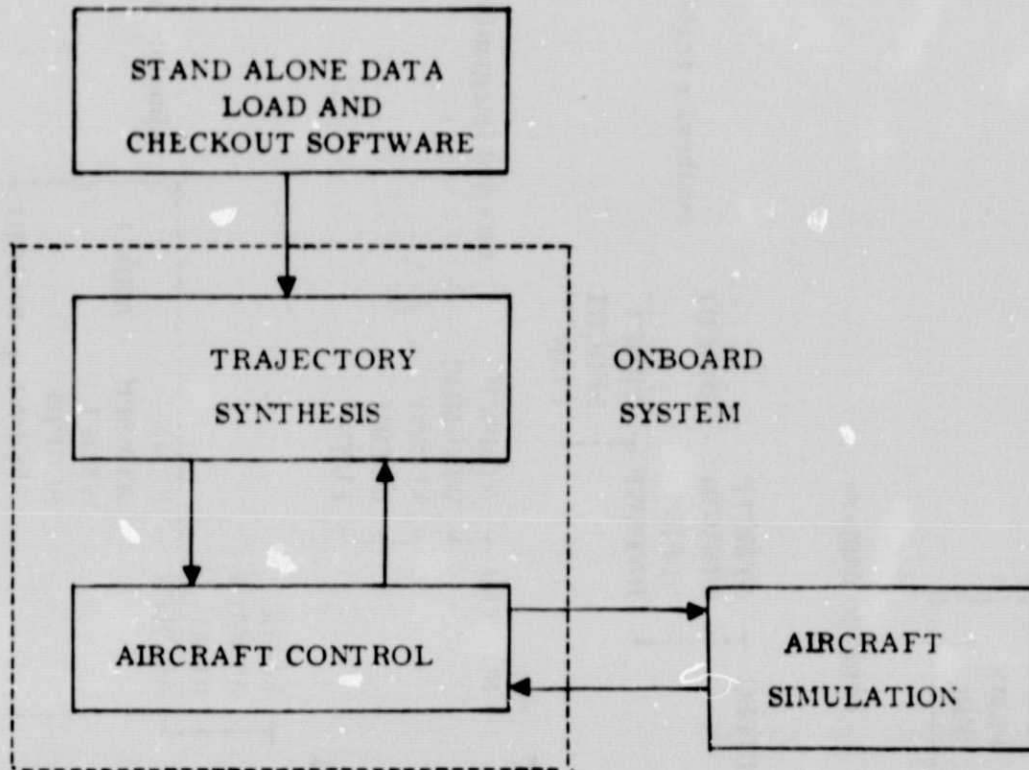 STAND ALONE DATA
LOAD AND
CHECKOUT SOFTWARE
TRAJECTORY
SYNTHESIS
ONBOARD
SYSTEM
AIRCRAFT CONTROL
AIRCRAFT
SIMULATION